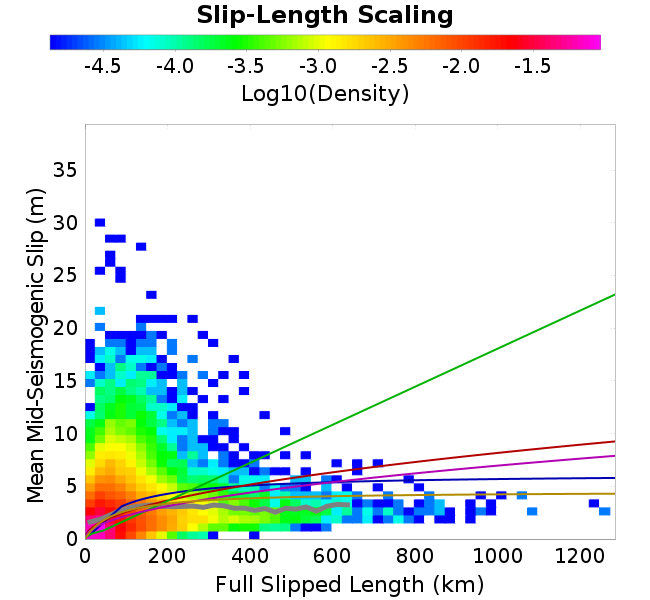 Slip-Length Scaling
-4.5 -4.0 -3.5 -3.0 -2.5 -2.0 -1.5
Log10(Density)
Mean Mid-Seismogenic Slip (m)
35
30
25
20
15
10
5
0
0 200 400 600 800 1000 1200
Full Slipped Length (km)